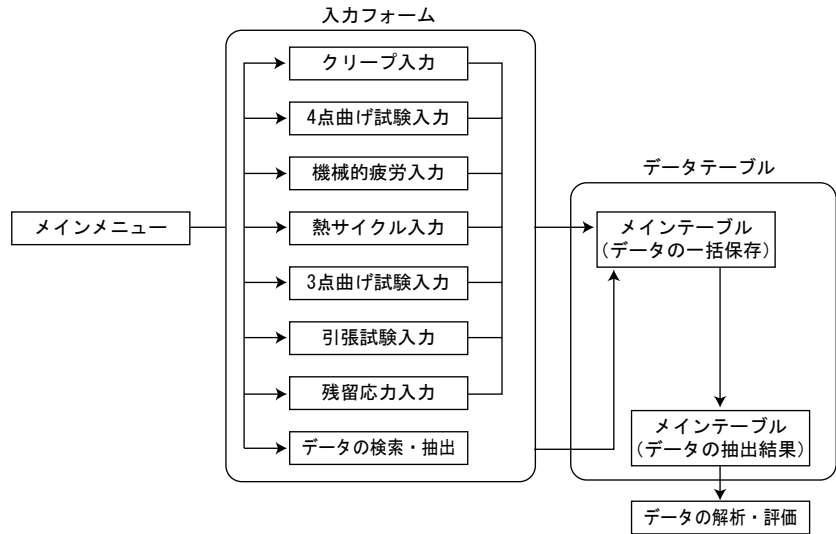 入力フォーム
クリープ入力
4点曲げ試験入力
機械的疲労入力
熱サイクル入力
3点曲げ試験入力
引張試験入力
残留応力入力
データの検索・抽出
メインメニュー
データテーブル
メインテーブル
(データの一括保存)
メインテーブル
(データの抽出結果)
データの解析・評価